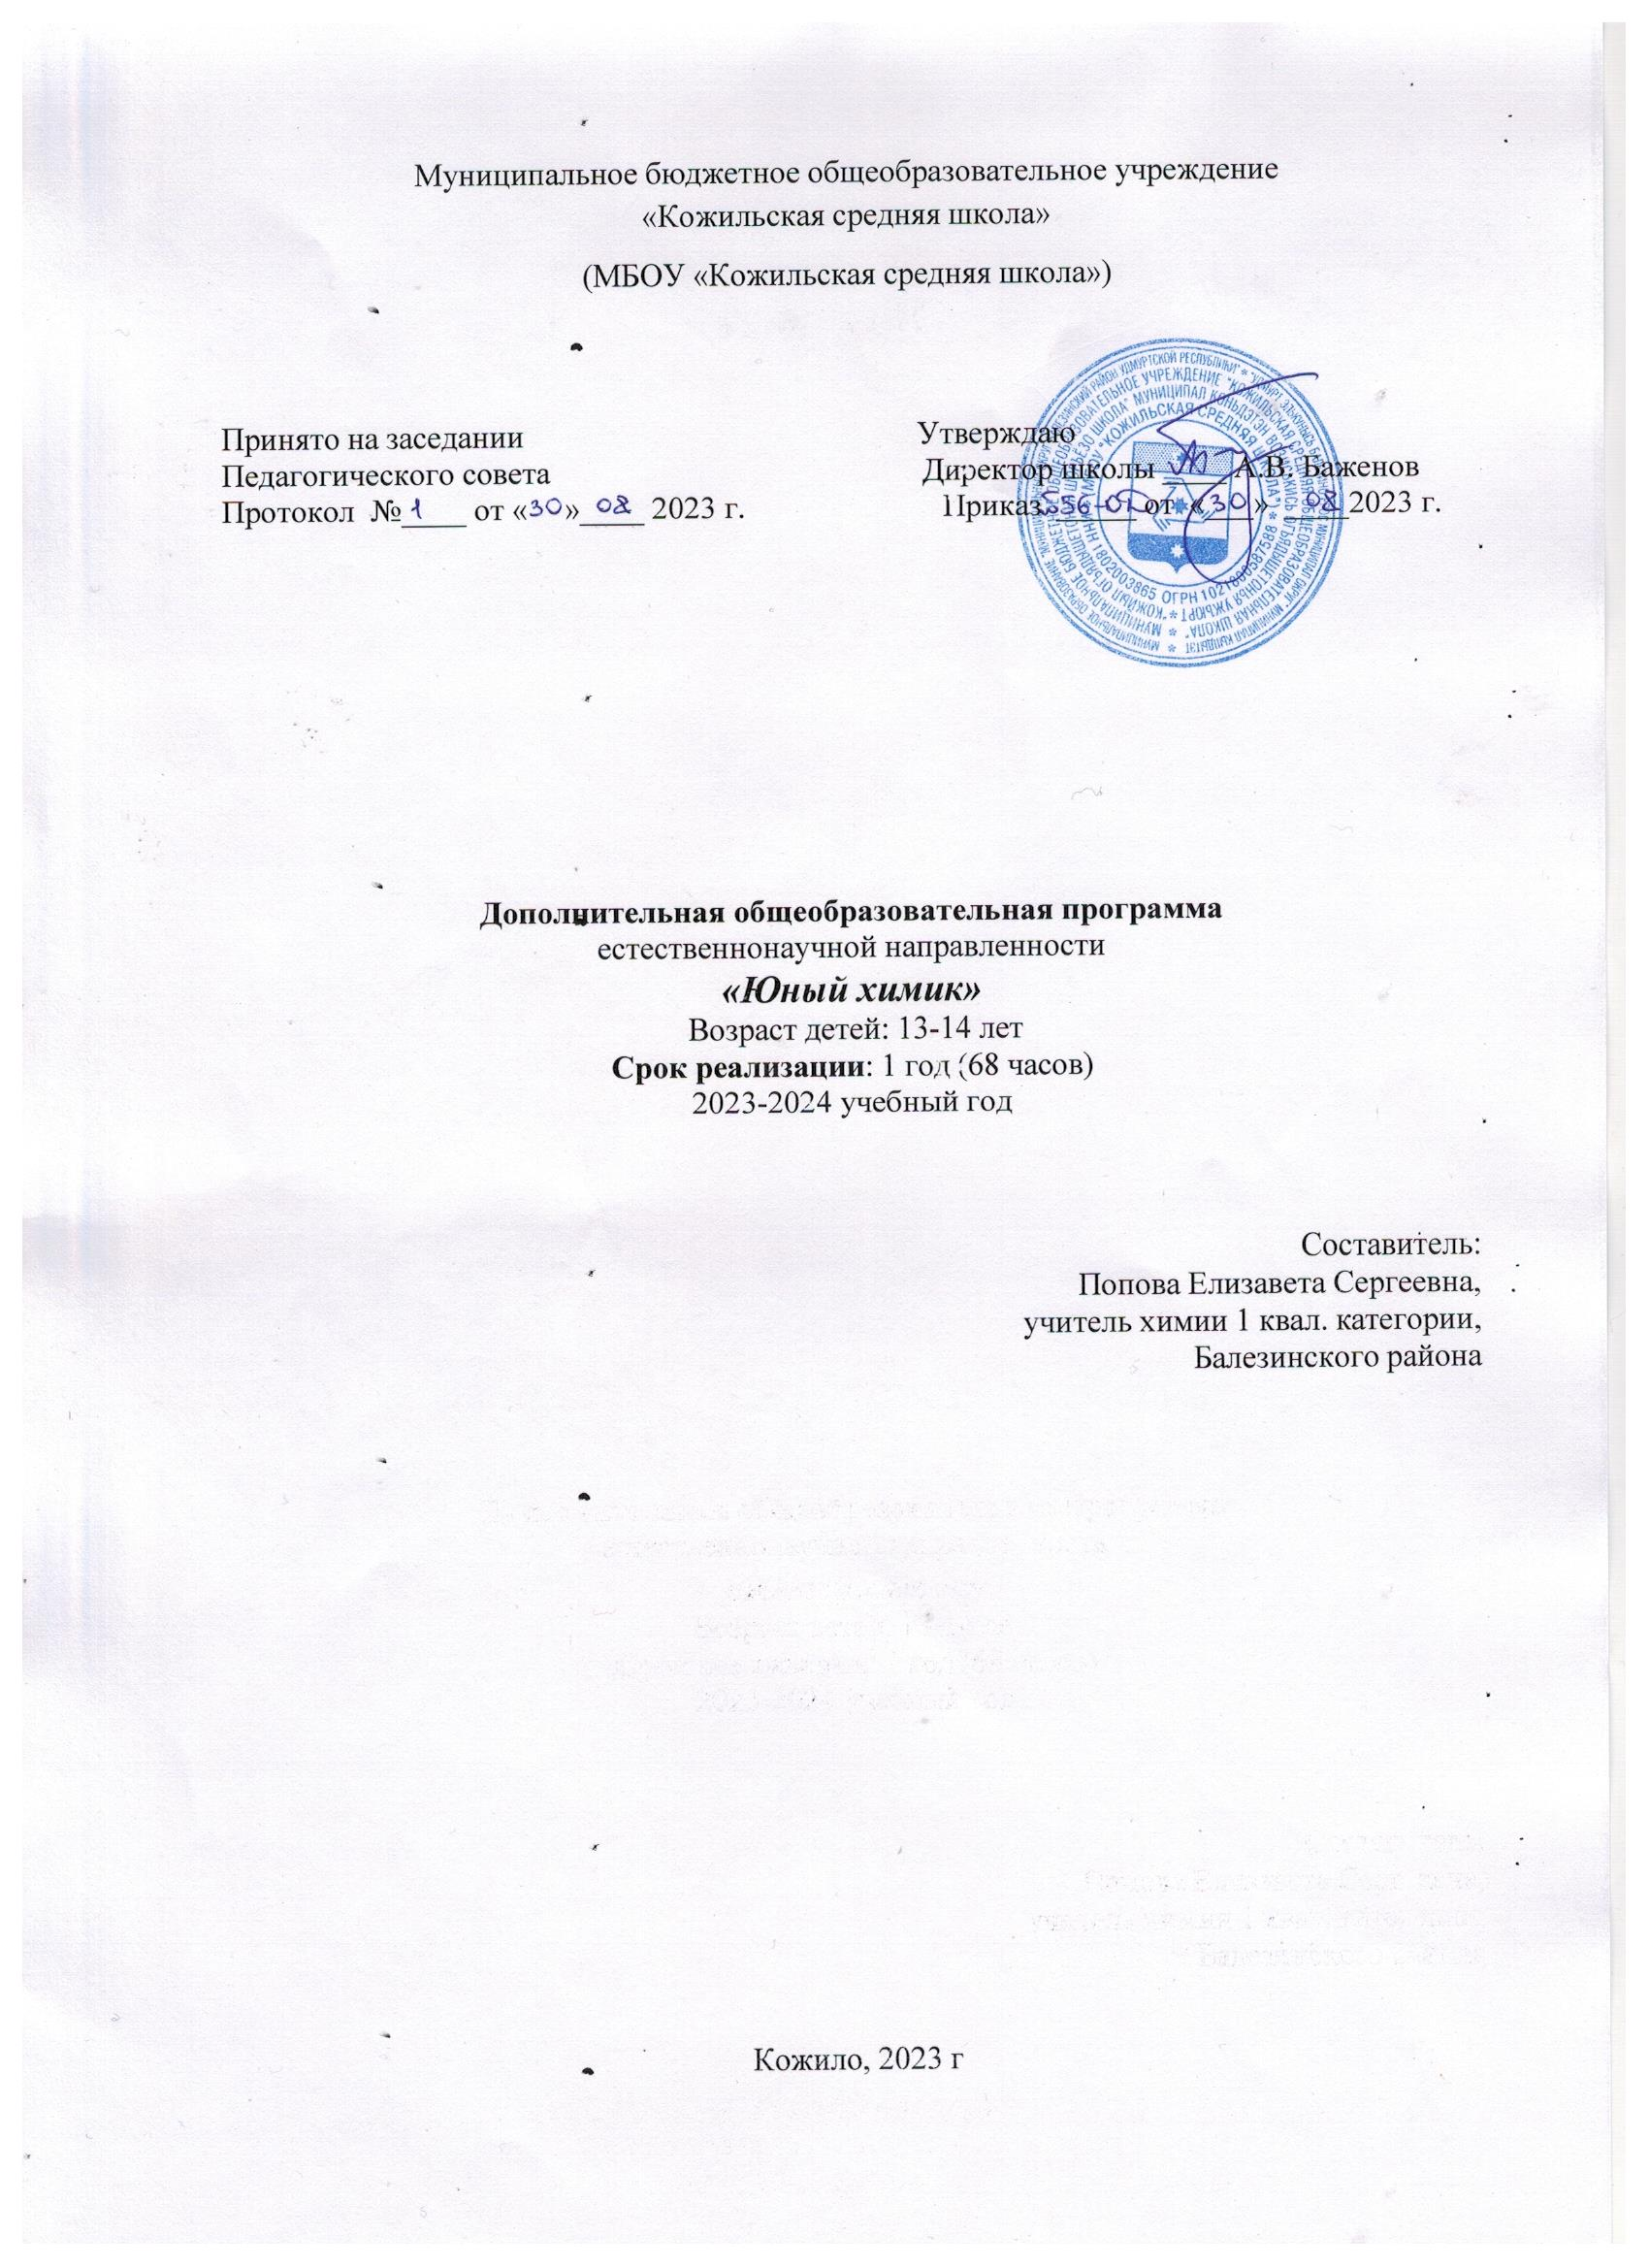 Муниципальное бюджетное общеобразовательное учреждение
«Кожильская средняя школа»
(МБОУ «Кожильская средняя школа»)
Принято на заседании
Педагогического совета
Протокол №1 от «30» 08 2023 г.
Утверждаю
Директор школы А.В. Баженов
Приказ от «30» 08 2023 г.
ИНН 1802003865 ОГРН
Дополнительная общеобразовательная программа
естественнонаучной направленности
«Юный химик»
Возраст детей: 13-14 лет
Срок реализации: 1 год (68 часов)
2023-2024 учебный год
Составитель:
Попова Елизавета Сергеевна,
учитель химии 1 квал. категории,
Балезинского района
Кожило, 2023 г